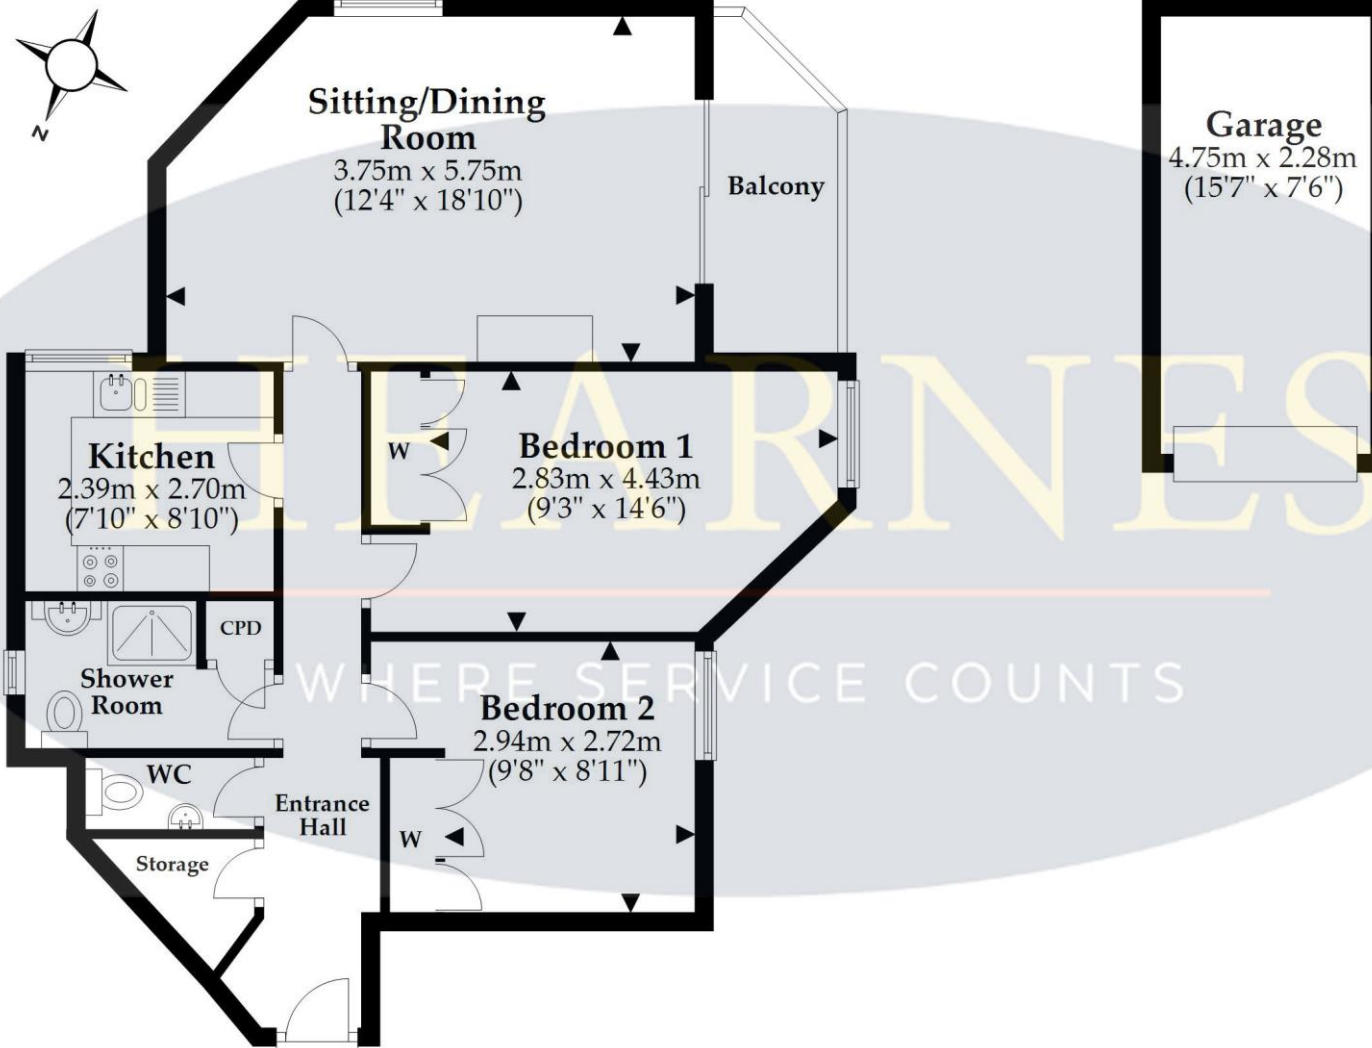 N
Sitting/Dining
Room
3.75m x 5.75m
(12'4" x 18'10")
Balcony
Garage
4.75m x 2.28m
(15'7" x 7'6")
HEARNES
WHERE SERVICE COUNTS
Kitchen
2.39m x 2.70m
(7'10" x 8'10")
W
Bedroom 1
2.83m x 4.43m
(9'3" x 14'6")
CPD
Shower
Room
Bedroom 2
2.94m x 2.72m
(9'8" x 8'11")
W
WC
Entrance
Hall
Storage